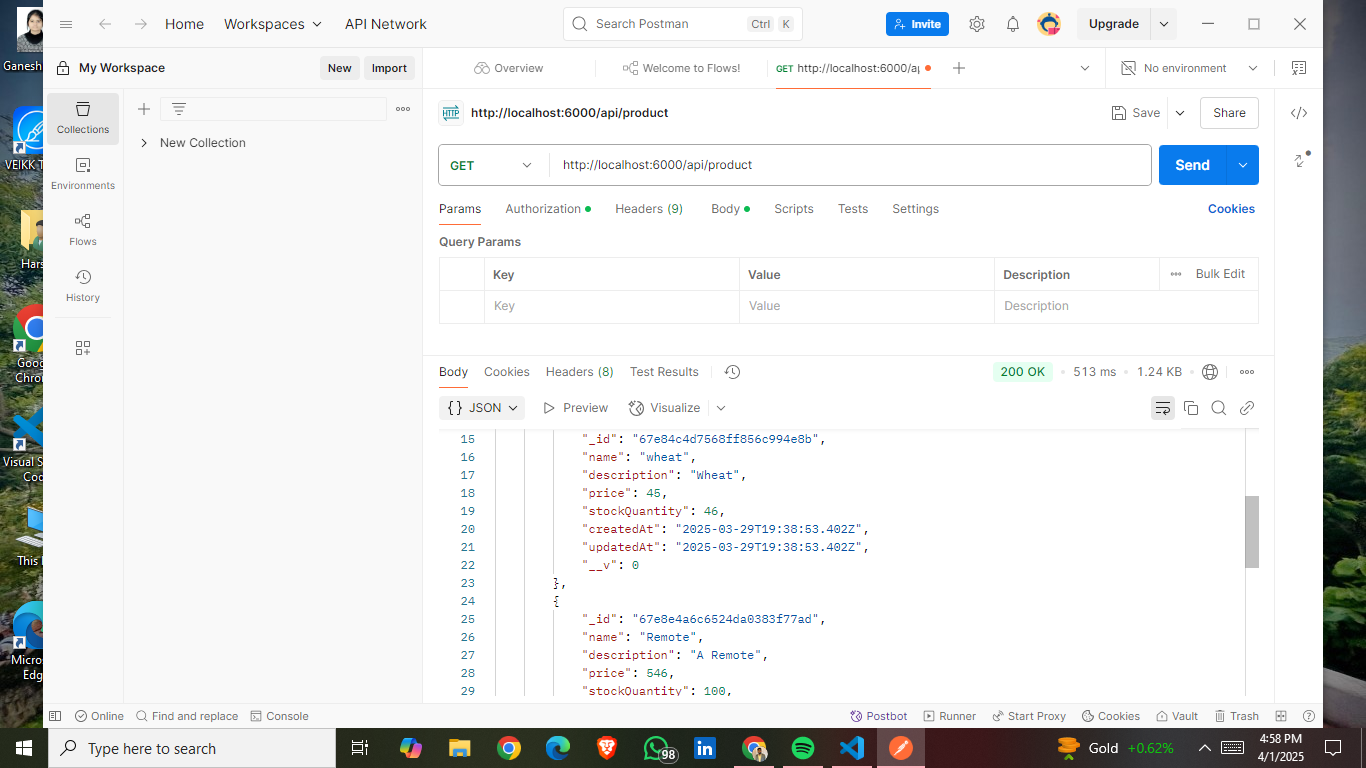 Home
Workspaces
API Network
Search Postman
Ctrl
K
Invite
Upgrade
My Workspace
New
Import
Overview
Welcome to Flows!
GET http://localhost:6000/ap
No environment
Collections
New Collection
http://localhost:6000/api/product
Save
Share
GET
http://localhost:6000/api/product
Send
Environments
Flows
History
Params
Authorization
Headers (9)
Body
Scripts
Tests
Settings
Cookies
Query Params
Key
Value
Description
Bulk Edit
Key
Value
Description
Body
Cookies
Headers (8)
Test Results
200 OK
513 ms
1.24 KB
{} JSON
Preview
Visualize
15 "_id": "67e84c4d7568ff856c994e8b",
16 "name": "wheat",
17 "description": "Wheat",
18 "price": 45,
19 "stockQuantity": 46,
20 "createdAt": "2025-03-29T19:38:53.402Z",
21 "updatedAt": "2025-03-29T19:38:53.402Z",
22 "__v": 0
23 },
24 {
25 "_id": "67e8e4a6c6524da0383f77ad",
26 "name": "Remote",
27 "description": "A Remote",
28 "price": 546,
29 "stockQuantity": 100,
Online
Find and replace
Console
Postbot
Runner
Start Proxy
Cookies
Vault
Trash
Ganesh
VEIKK T
Hars
Goog
Chro
Visual S
Cod
This
Micros
Edg
Type here to search
98
Gold +0.62%
4:58 PM
4/1/2025